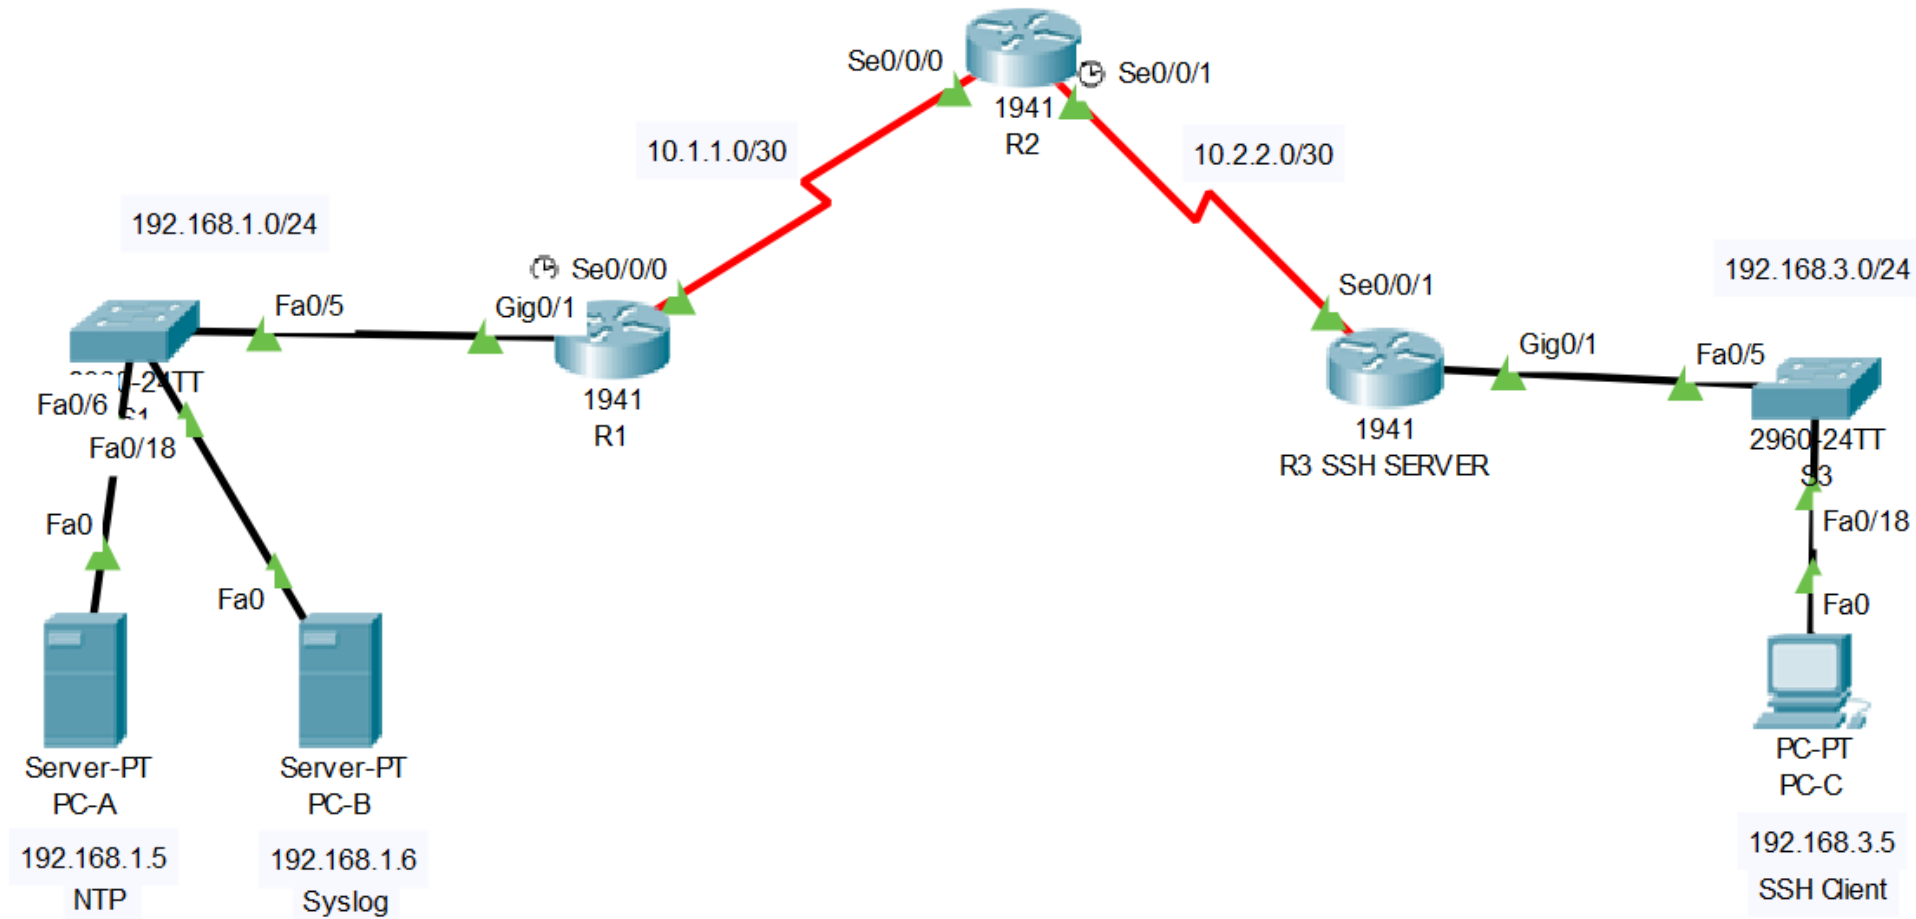 Se0/0/0
Se0/0/1
1941
R2
10.1.1.0/30
10.2.2.0/30
192.168.1.0/24
Se0/0/0
Fa0/5
Gig0/1
1941
R1
Se0/0/1
192.168.3.0/24
Gig0/1
Fa0/5
1941
R3 SSH SERVER
2960-24TT
S3
Fa0/18
Fa0
-24TT
S1
Fa0/6
Fa0/18
Fa0
Fa0
Server-PT
PC-A
192.168.1.5
NTP
Server-PT
PC-B
192.168.1.6
Syslog
PC-PT
PC-C
192.168.3.5
SSH Client